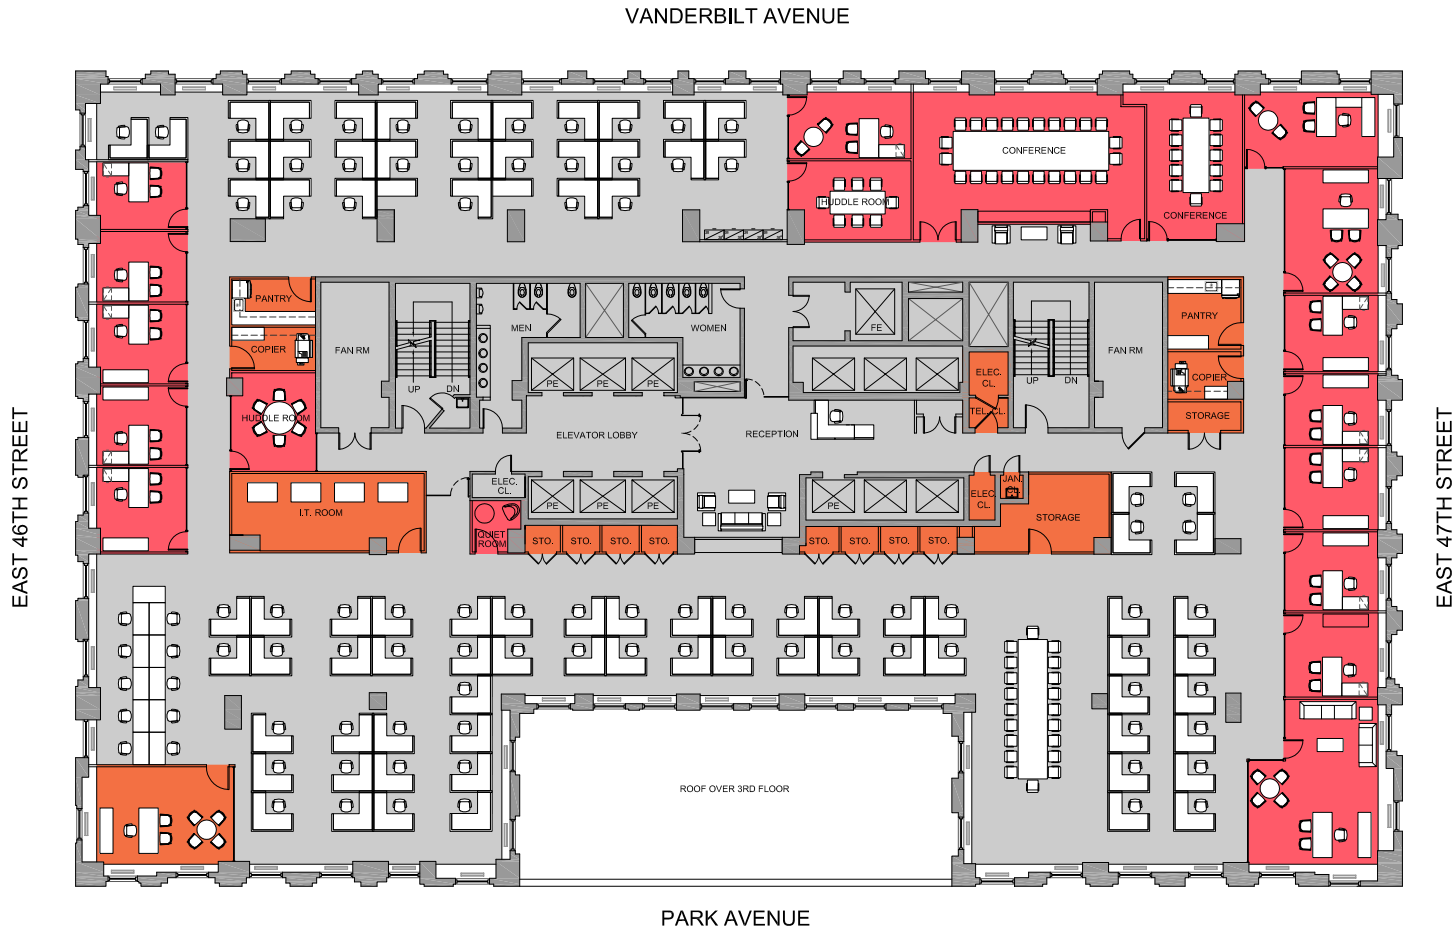 VANDERBILT AVENUE
CONFERENCE
HUDDLE ROOM
CONFERENCE
PANTRY
MEN
WOMEN
FE
PANTRY
COPIER
FAN RM
FAN RM
UP
DN
PE
PE
PE
ELEC.
CL.
UP
DN
COPIER
HUDDLE ROOM
ELEVATOR LOBBY
RECEPTION
TEL. CL.
STORAGE
EAST 46TH STREET
EAST 47TH STREET
I.T. ROOM
ELEC.
CL.
PE
PE
PE
PE
ELEC.
CL.
JAN.
CL.
STORAGE
QUIET
ROOM
STO.
STO.
STO.
STO.
STO.
STO.
STO.
STO.
ROOF OVER 3RD FLOOR
PARK AVENUE